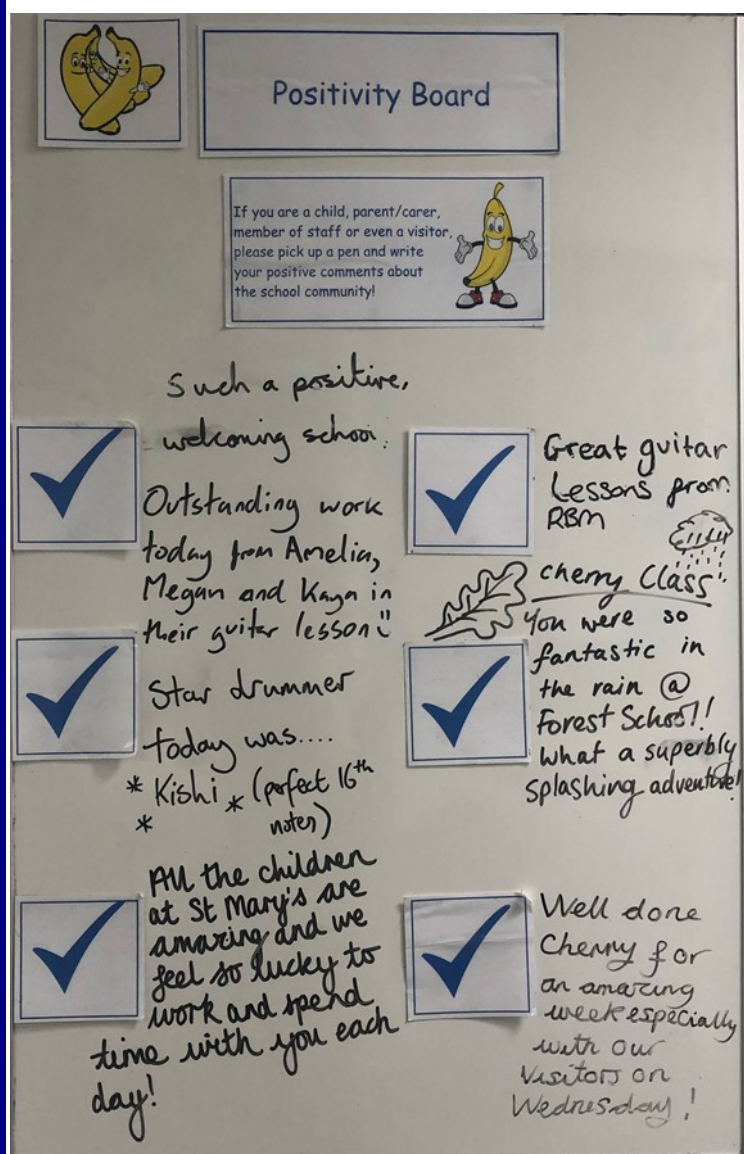 Positivity Board
If you are a child, parent/carer,
member of staff or even a visitor,
please pick up a pen and write
your positive comments about
the school community!
Such a positive,
welcoming school.
Outstanding work
today from Amelia,
Megan and Kaya in
their guitar lesson!!
Star drummer
today was....
* Kishi * (perfect 16th
* notes)
All the children
at St Mary's are
amazing and we
feel so lucky to
work and spend
time with you each
day!
Great guitar
Lessons from
RBM
Cherry Class
You were so
fantastic in
the rain @
Forest School!!
What a superbly
splashing adventure!
Well done
Cherry for
an amazing
week especially
with our
Visitors on
Wednesday!